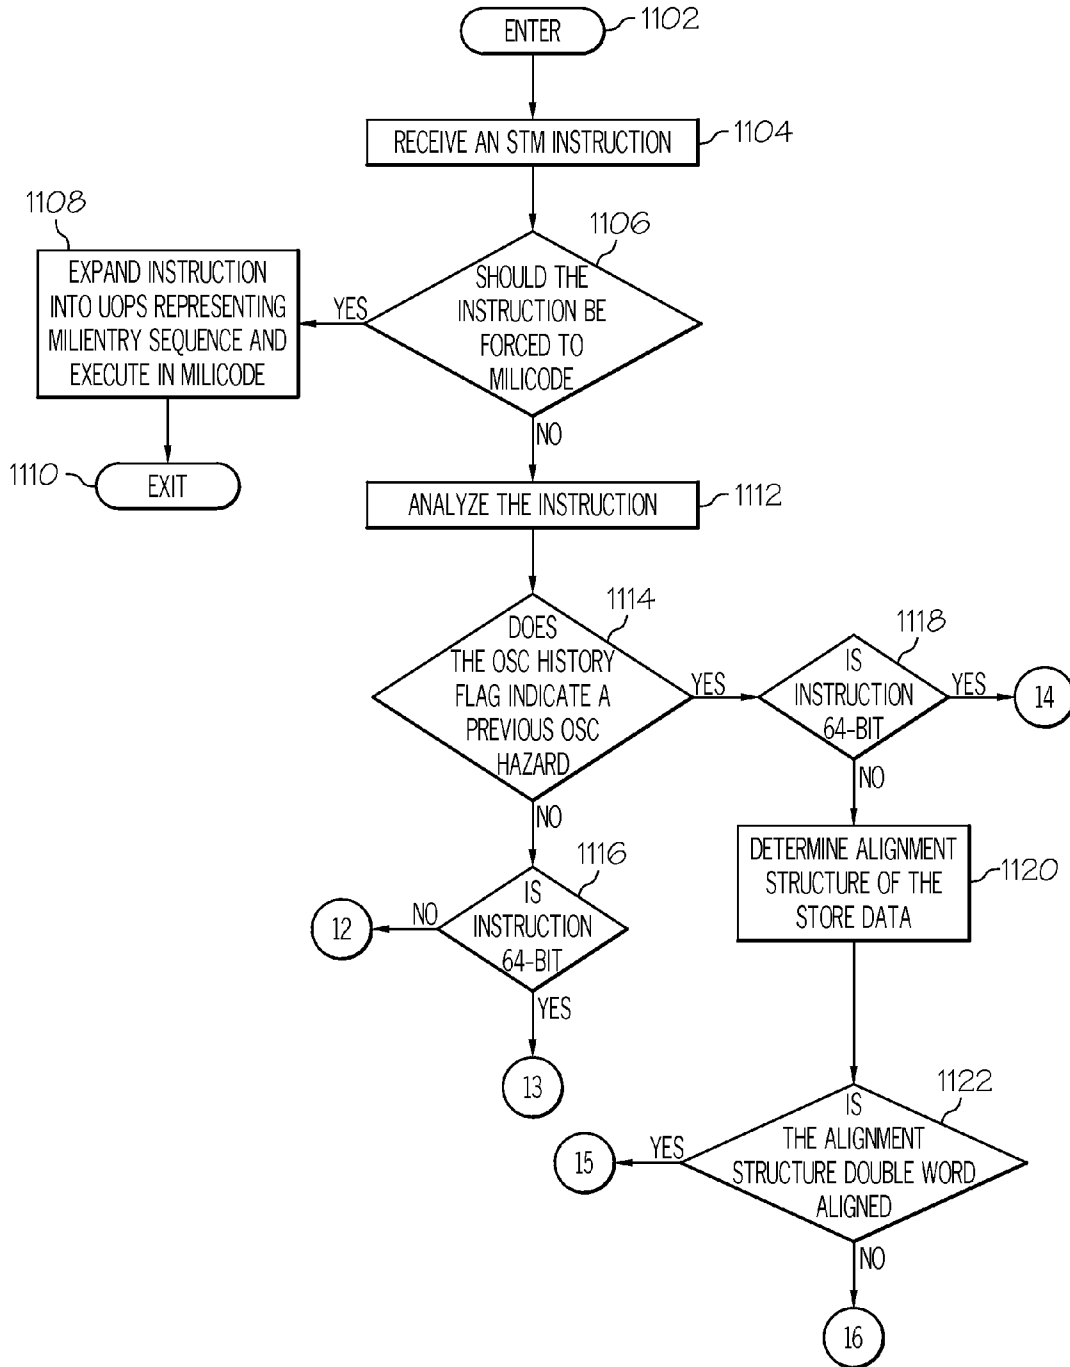 ENTER
1102
RECEIVE AN STM INSTRUCTION
1104
1108
1106
EXPAND INSTRUCTION
INTO UOPS REPRESENTING
MILIENTRY SEQUENCE AND
EXECUTE IN MILICODE
YES
SHOULD THE
INSTRUCTION BE
FORCED TO
MILICODE
NO
1110
EXIT
ANALYZE THE INSTRUCTION
1112
1114
DOES
THE OSC HISTORY
FLAG INDICATE A
PREVIOUS OSC
HAZARD
YES
1118
IS
INSTRUCTION
64-BIT
YES
14
NO
NO
1116
IS
INSTRUCTION
64-BIT
NO
12
YES
13
DETERMINE ALIGNMENT
STRUCTURE OF THE
STORE DATA
1120
1122
IS
THE ALIGNMENT
STRUCTURE DOUBLE WORD
ALIGNED
YES
15
NO
16